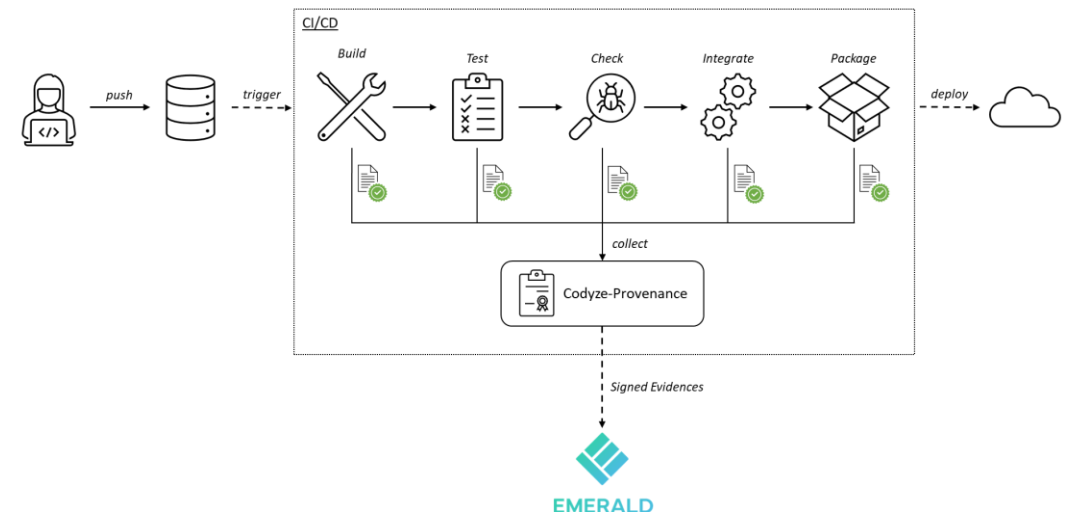 CI/CD
Build
Test
Check
Integrate
Package
push
trigger
deploy
</>
collect
Codyze-Provenance
Signed Evidences
EMERALD